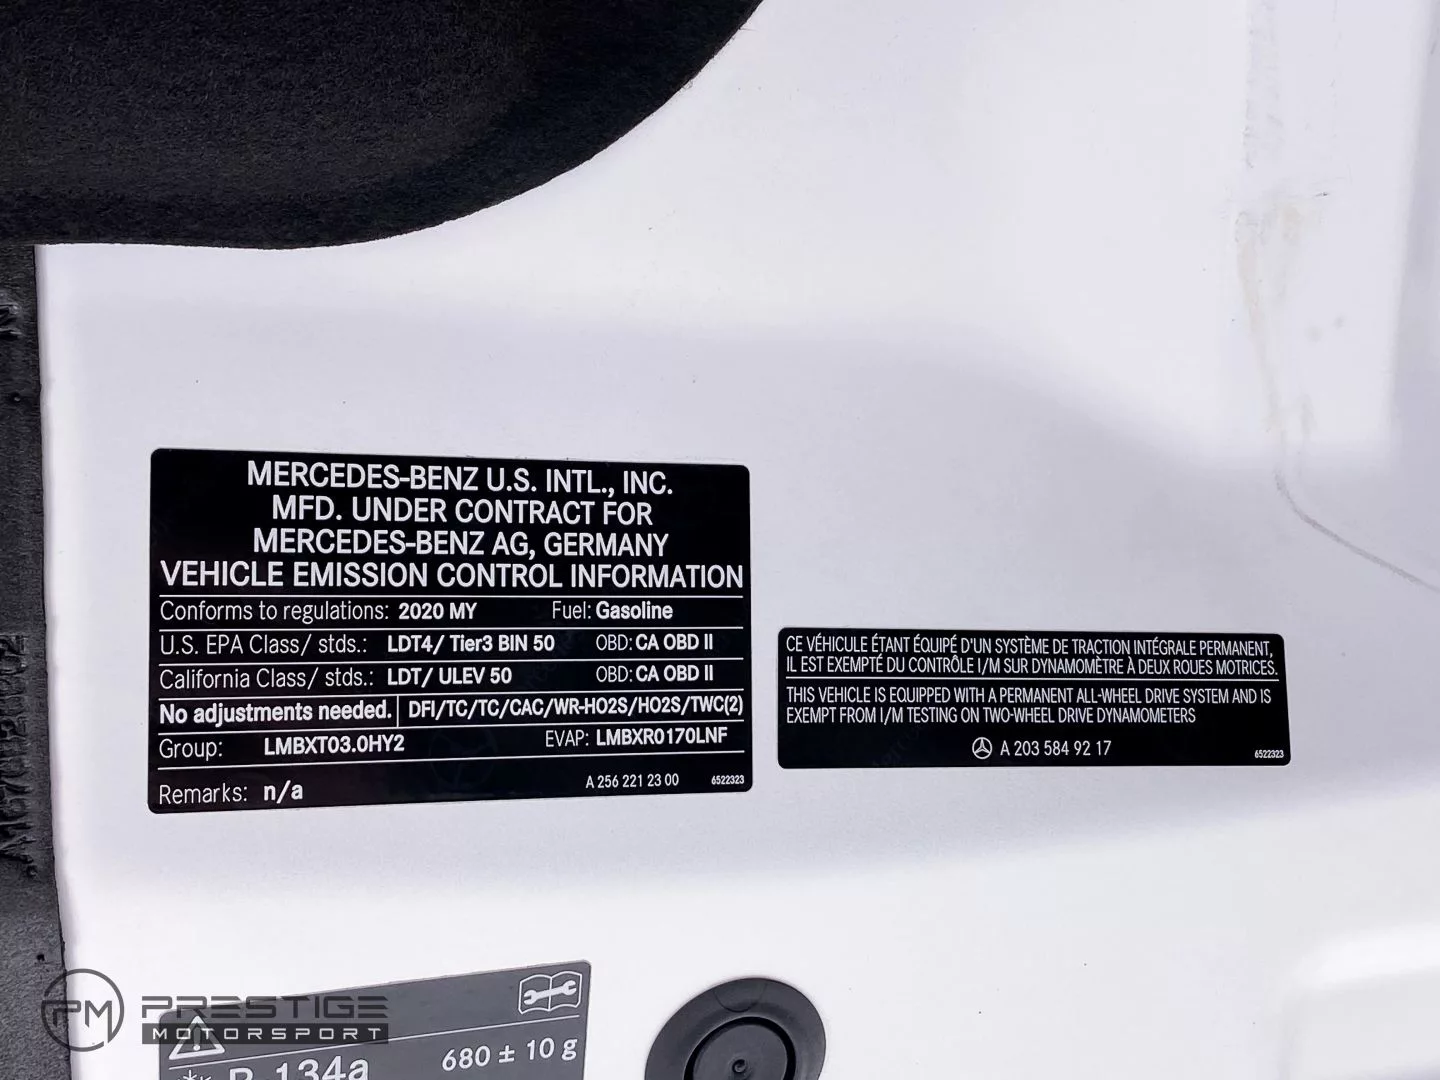 MERCEDES-BENZ U.S. INTL., INC.
MFD. UNDER CONTRACT FOR
MERCEDES-BENZ AG, GERMANY
VEHICLE EMISSION CONTROL INFORMATION
Conforms to regulations: 2020 MY Fuel: Gasoline
U.S. EPA Class/ stds.: LDT4/ Tier3 BIN 50 OBD: CA OBD II
California Class/ stds.: LDT/ ULEV 50 OBD: CA OBD II
No adjustments needed. DFI/TC/TC/CAC/WR-HO2S/HO2S/TWC(2)
Group: LMBXT03.0HY2 EVAP: LMBXR0170LNF
Remarks: n/a A 256 221 23 00 6522323
CE VÉHICULE ÉTANT ÉQUIPÉ D'UN SYSTÈME DE TRACTION INTÉGRALE PERMANENT,
IL EST EXEMPTÉ DU CONTRÔLE I/M SUR DYNAMOMÈTRE À DEUX ROUES MOTRICES.
THIS VEHICLE IS EQUIPPED WITH A PERMANENT ALL-WHEEL DRIVE SYSTEM AND IS
EXEMPT FROM I/M TESTING ON TWO-WHEEL DRIVE DYNAMOMETERS
A 203 584 92 17 6522323
PM PRESTIGE
MOTORSPORT
R 134a 680 ± 10 g